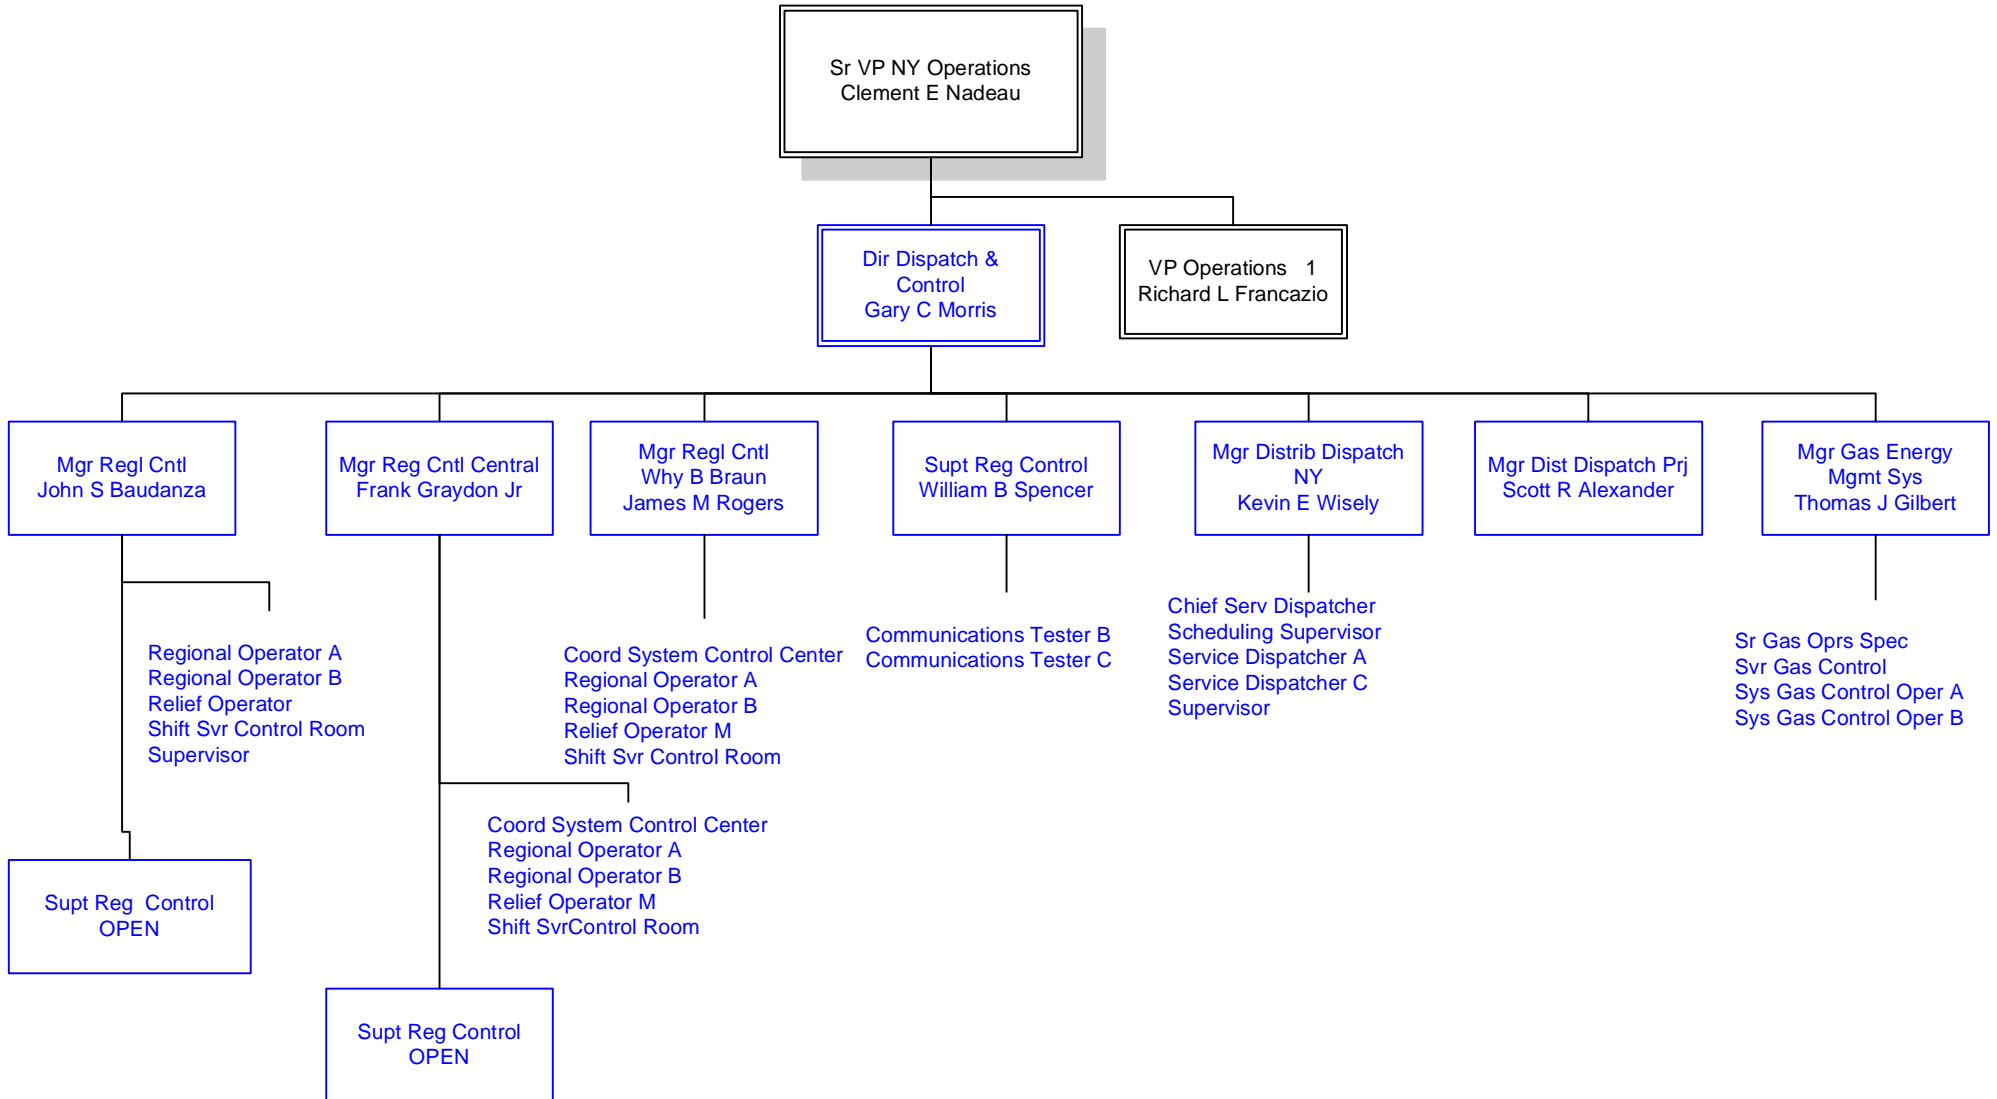 Sr VP NY Operations
Clement E Nadeau
Dir Dispatch &
Control
Gary C Morris
VP Operations 1
Richard L Francazio
Mgr Regl Cntl
John S Baudanza
Mgr Reg Cntl Central
Frank Graydon Jr
Mgr Regl Cntl
Why B Braun
James M Rogers
Supt Reg Control
William B Spencer
Mgr Distrib Dispatch
NY
Kevin E Wisely
Mgr Dist Dispatch Prj
Scott R Alexander
Mgr Gas Energy
Mgmt Sys
Thomas J Gilbert
Regional Operator A
Regional Operator B
Relief Operator
Shift Svr Control Room
Supervisor
Coord System Control Center
Regional Operator A
Regional Operator B
Relief Operator M
Shift Svr Control Room
Communications Tester B
Communications Tester C
Chief Serv Dispatcher
Scheduling Supervisor
Service Dispatcher A
Service Dispatcher C
Supervisor
Sr Gas Oprs Spec
Svr Gas Control
Sys Gas Control Oper A
Sys Gas Control Oper B
Coord System Control Center
Regional Operator A
Regional Operator B
Relief Operator M
Shift SvrControl Room
Supt Reg Control
OPEN
Supt Reg Control
OPEN